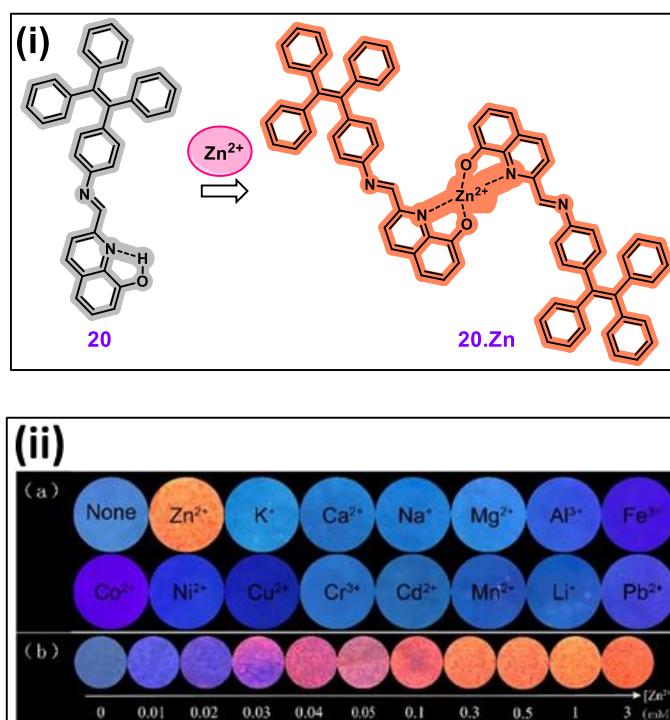 (i)
Zn²⁺
N
N
H
O
20
N
O
N
Zn²⁺
N
O
N
20.Zn
(ii)
(a)
None Zn²⁺ K⁺ Ca²⁺ Na⁺ Mg²⁺ Al³⁺ Fe³⁺
Co²⁺ Ni²⁺ Cu²⁺ Cr³⁺ Cd²⁺ Mn²⁺ Li⁺ Pb²⁺
(b)
[Zn²⁺
0 0.01 0.02 0.03 0.04 0.05 0.1 0.3 0.5 1 3 (mM)